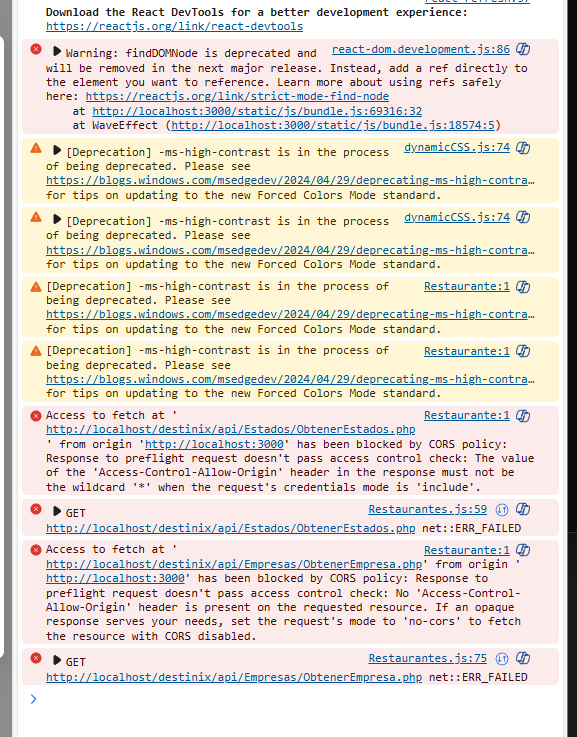 react-refresh.js:37
Download the React DevTools for a better development experience:
https://reactjs.org/link/react-devtools
Warning: findDOMNode is deprecated and react-dom.development.js:86
will be removed in the next major release. Instead, add a ref directly to
the element you want to reference. Learn more about using refs safely
here: https://reactjs.org/link/strict-mode-find-node
at http://localhost:3000/static/js/bundle.js:69316:32
at WaveEffect (http://localhost:3000/static/js/bundle.js:18574:5)
[Deprecation] -ms-high-contrast is in the process dynamicCSS.js:74
of being deprecated. Please see
https://blogs.windows.com/msedgedev/2024/04/29/deprecating-ms-high-contra…
for tips on updating to the new Forced Colors Mode standard.
[Deprecation] -ms-high-contrast is in the process dynamicCSS.js:74
of being deprecated. Please see
https://blogs.windows.com/msedgedev/2024/04/29/deprecating-ms-high-contra…
for tips on updating to the new Forced Colors Mode standard.
[Deprecation] -ms-high-contrast is in the process of Restaurante:1
being deprecated. Please see
https://blogs.windows.com/msedgedev/2024/04/29/deprecating-ms-high-contra…
for tips on updating to the new Forced Colors Mode standard.
[Deprecation] -ms-high-contrast is in the process of Restaurante:1
being deprecated. Please see
https://blogs.windows.com/msedgedev/2024/04/29/deprecating-ms-high-contra…
for tips on updating to the new Forced Colors Mode standard.
Access to fetch at ' Restaurante:1
http://localhost/destinix/api/Estados/ObtenerEstados.php
' from origin 'http://localhost:3000' has been blocked by CORS policy:
Response to preflight request doesn't pass access control check: The value
of the 'Access-Control-Allow-Origin' header in the response must not be
the wildcard '*' when the request's credentials mode is 'include'.
GET Restaurantes.js:59
http://localhost/destinix/api/Estados/ObtenerEstados.php net::ERR_FAILED
Access to fetch at ' Restaurante:1
http://localhost/destinix/api/Empresas/ObtenerEmpresa.php' from origin '
http://localhost:3000' has been blocked by CORS policy: Response to
preflight request doesn't pass access control check: No 'Access-Control-
Allow-Origin' header is present on the requested resource. If an opaque
response serves your needs, set the request's mode to 'no-cors' to fetch
the resource with CORS disabled.
GET Restaurantes.js:75
http://localhost/destinix/api/Empresas/ObtenerEmpresa.php net::ERR_FAILED